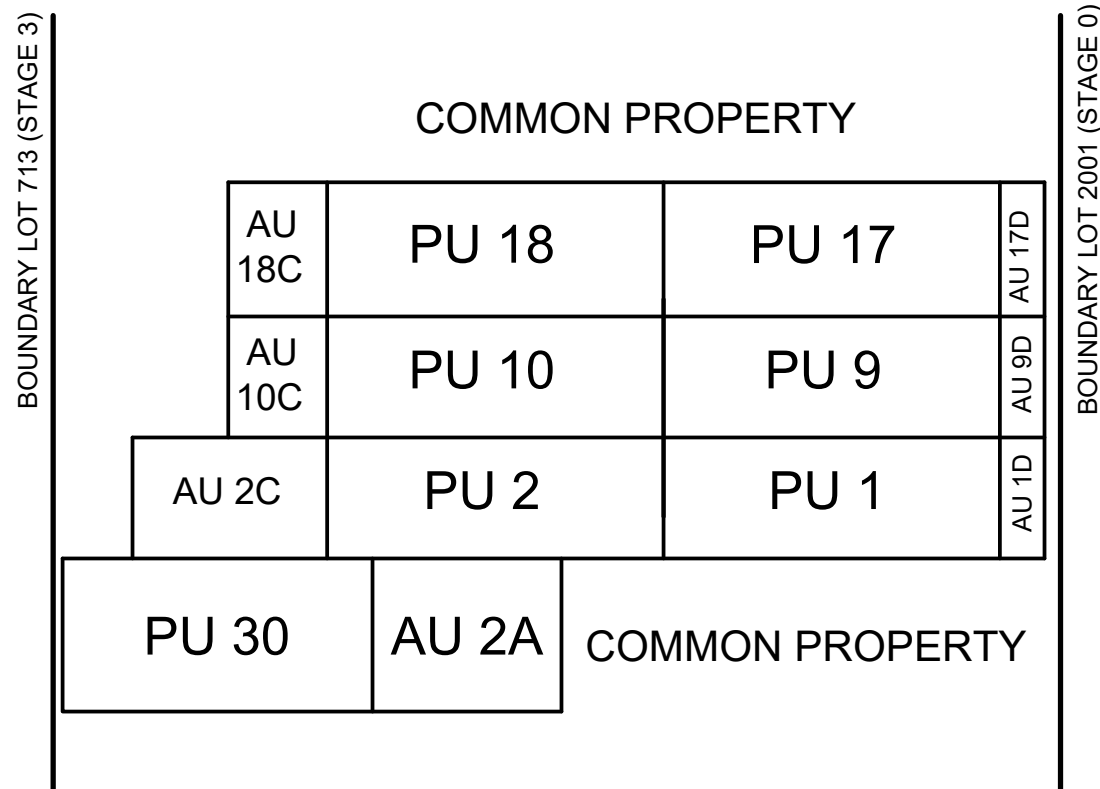 BOUNDARY LOT 713 (STAGE 3)
BOUNDARY LOT 2001 (STAGE 0)
COMMON PROPERTY
AU
18C
PU 18
PU 17
AU 17D
AU
10C
PU 10
PU 9
AU 9D
AU 2C
PU 2
PU 1
AU 1D
PU 30
AU 2A
COMMON PROPERTY